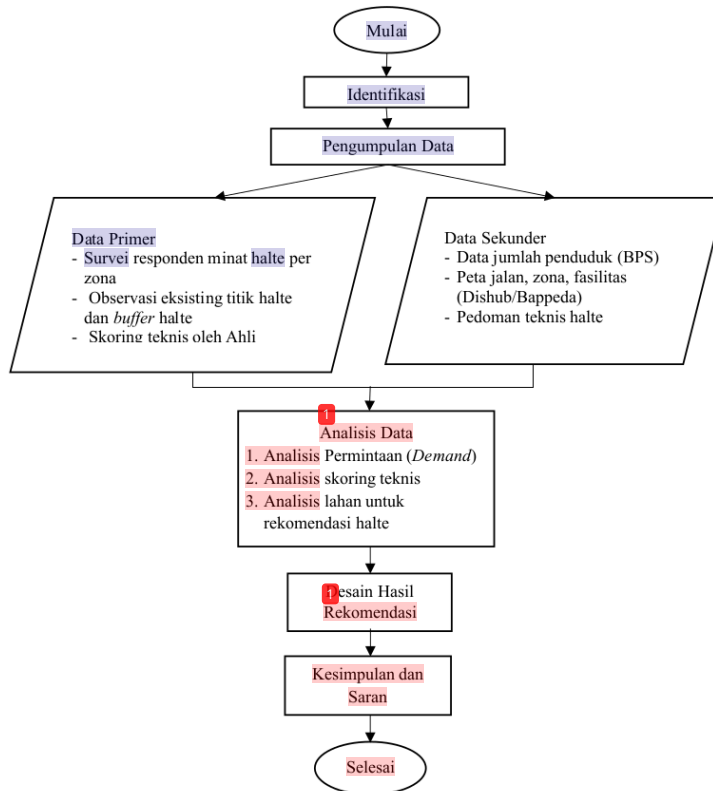 Mulai
Identifikasi
Pengumpulan Data
Data Primer
- Survei responden minat halte per
zona
- Observasi eksisting titik halte
dan buffer halte
- Skoring teknis oleh Ahli
Data Sekunder
- Data jumlah penduduk (BPS)
- Peta jalan, zona, fasilitas
(Dishub/Bappeda)
- Pedoman teknis halte
1
Analisis Data
1. Analisis Permintaan (Demand)
2. Analisis skoring teknis
3. Analisis lahan untuk
rekomendasi halte
1
Desain Hasil
Rekomendasi
Kesimpulan dan
Saran
Selesai